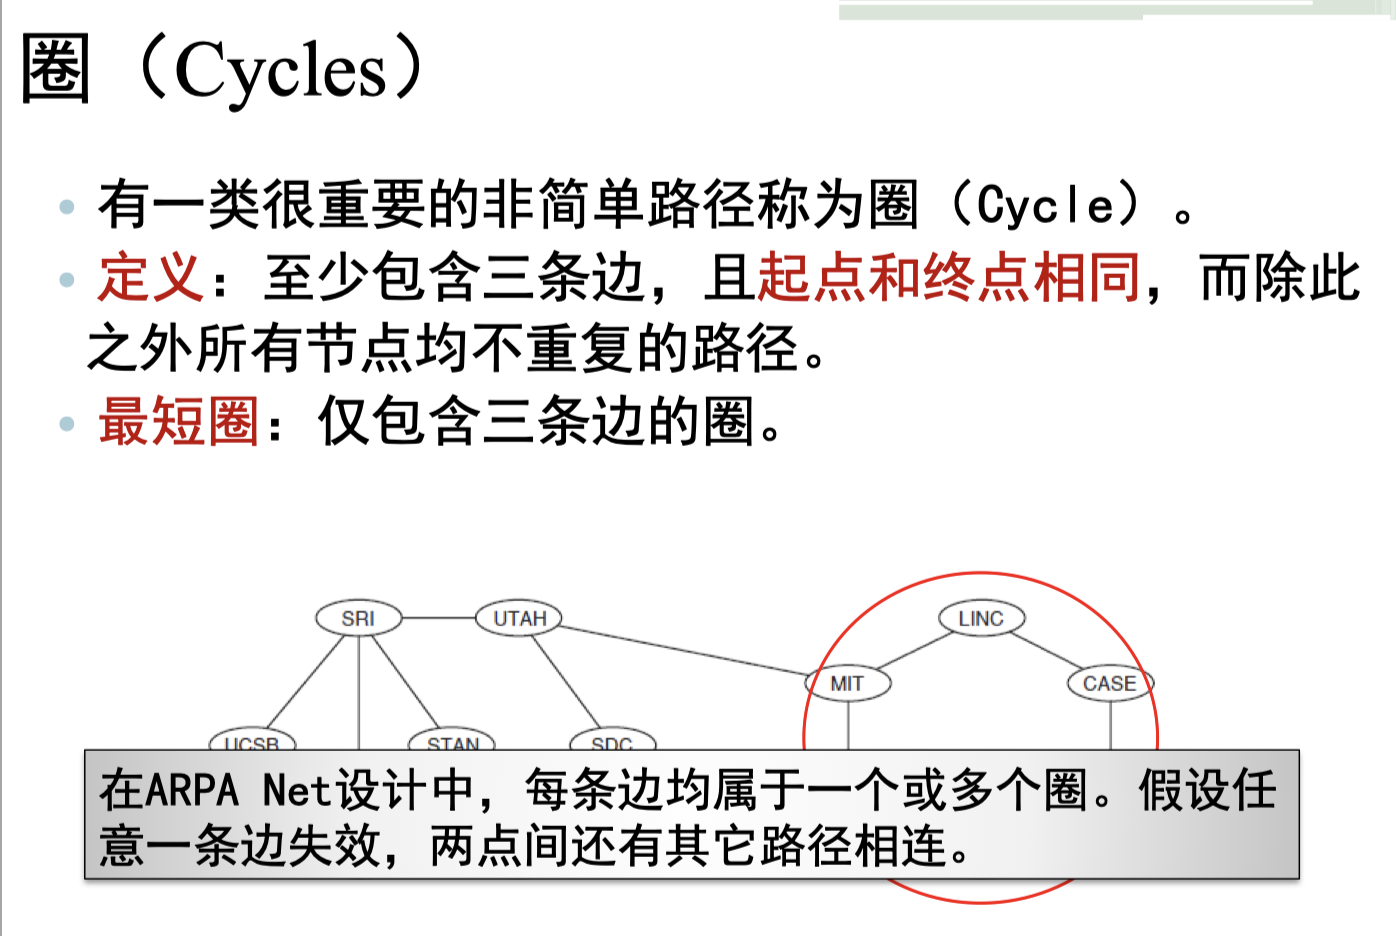 圈（Cycles）
有一类很重要的非简单路径称为圈（Cycle）。
定义：至少包含三条边，且起点和终点相同，而除此
之外所有节点均不重复的路径。
最短圈：仅包含三条边的圈。
SRI UTAH LINC
MIT CASE
UCSB STAN SDC
在ARPA Net设计中，每条边均属于一个或多个圈。假设任
意一条边失效，两点间还有其它路径相连。